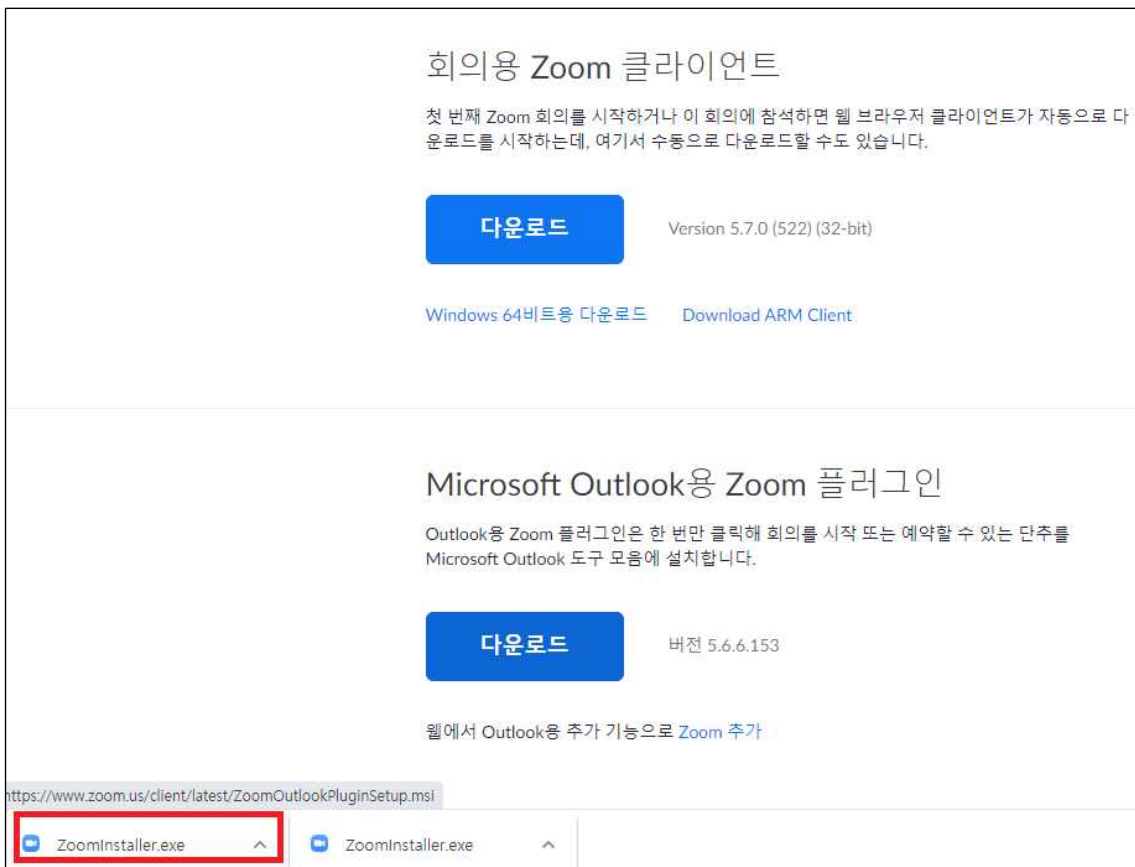 회의용 Zoom 클라이언트
첫 번째 Zoom 회의를 시작하거나 이 회의에 참석하면 웹 브라우저 클라이언트가 자동으로 다
운로드를 시작하는데, 여기서 수동으로 다운로드할 수도 있습니다.
다운로드 Version 5.7.0 (522) (32-bit)
Windows 64비트용 다운로드 Download ARM Client
Microsoft Outlook용 Zoom 플러그인
Outlook용 Zoom 플러그인은 한 번만 클릭해 회의를 시작 또는 예약할 수 있는 단추를
Microsoft Outlook 도구 모음에 설치합니다.
다운로드 버전 5.6.6.153
웹에서 Outlook용 추가 기능으로 Zoom 추가
https://www.zoom.us/client/latest/ZoomOutlookPluginSetup.msi
ZoomInstaller.exe ZoomInstaller.exe